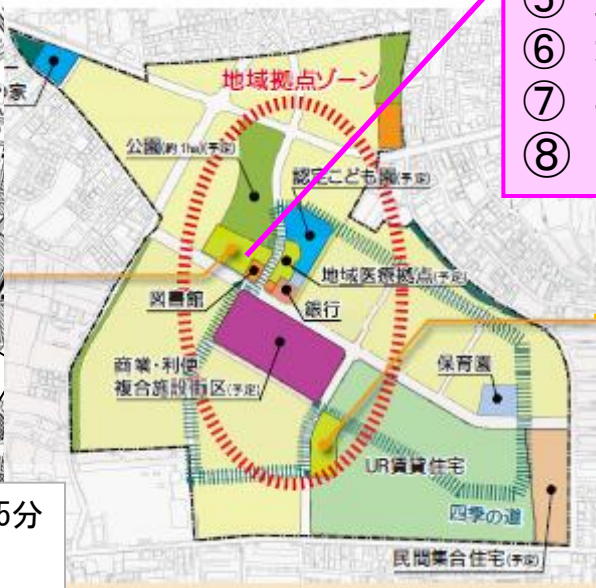 ⑤
⑥
⑦
⑧
家
地域拠点ゾーン
公園(約1ha)(予定)
認定こども園(予定)
地域医療拠点(予定)
図書館
銀行
商業・利便
複合施設街区(予定)
保育園
UR賃貸住宅
四季の道
5分
民間集合住宅(予定)